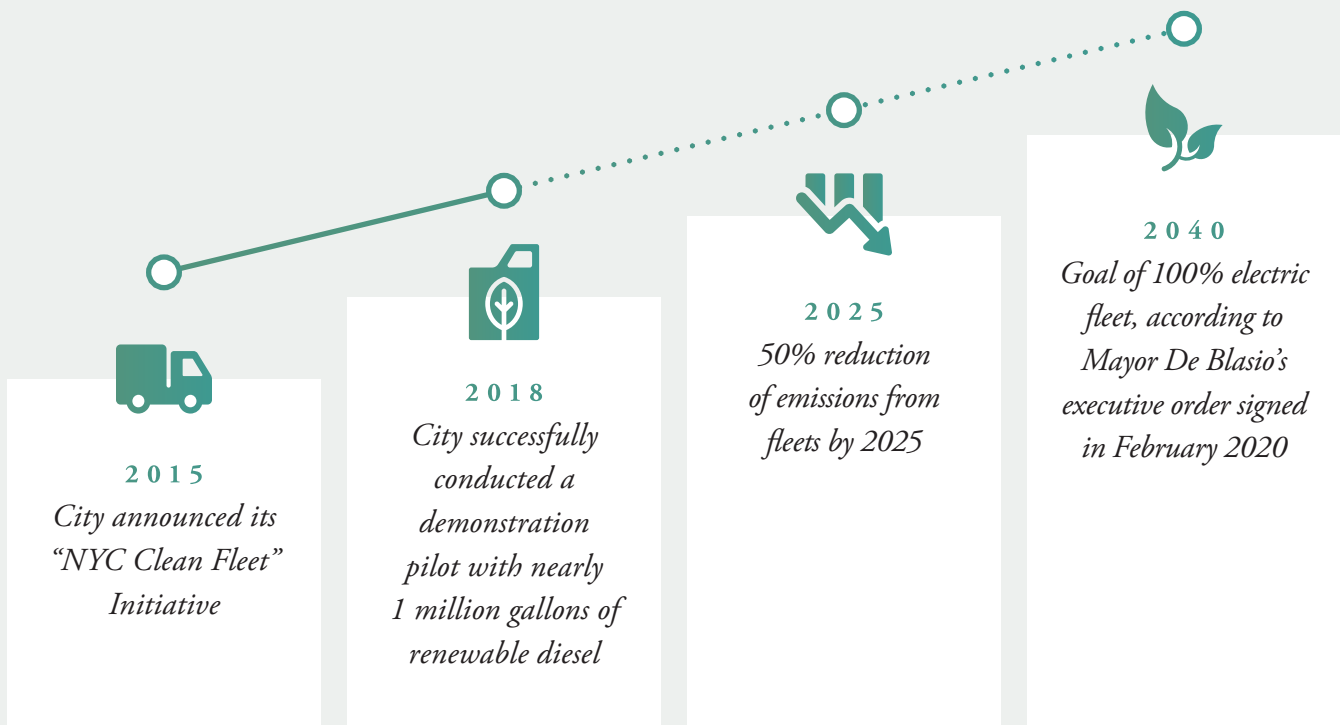 2015
City announced its
“NYC Clean Fleet”
Initiative
2018
City successfully
conducted a
demonstration
pilot with nearly
1 million gallons of
renewable diesel
2025
50% reduction
of emissions from
fleets by 2025
2040
Goal of 100% electric
fleet, according to
Mayor De Blasio’s
executive order signed
in February 2020